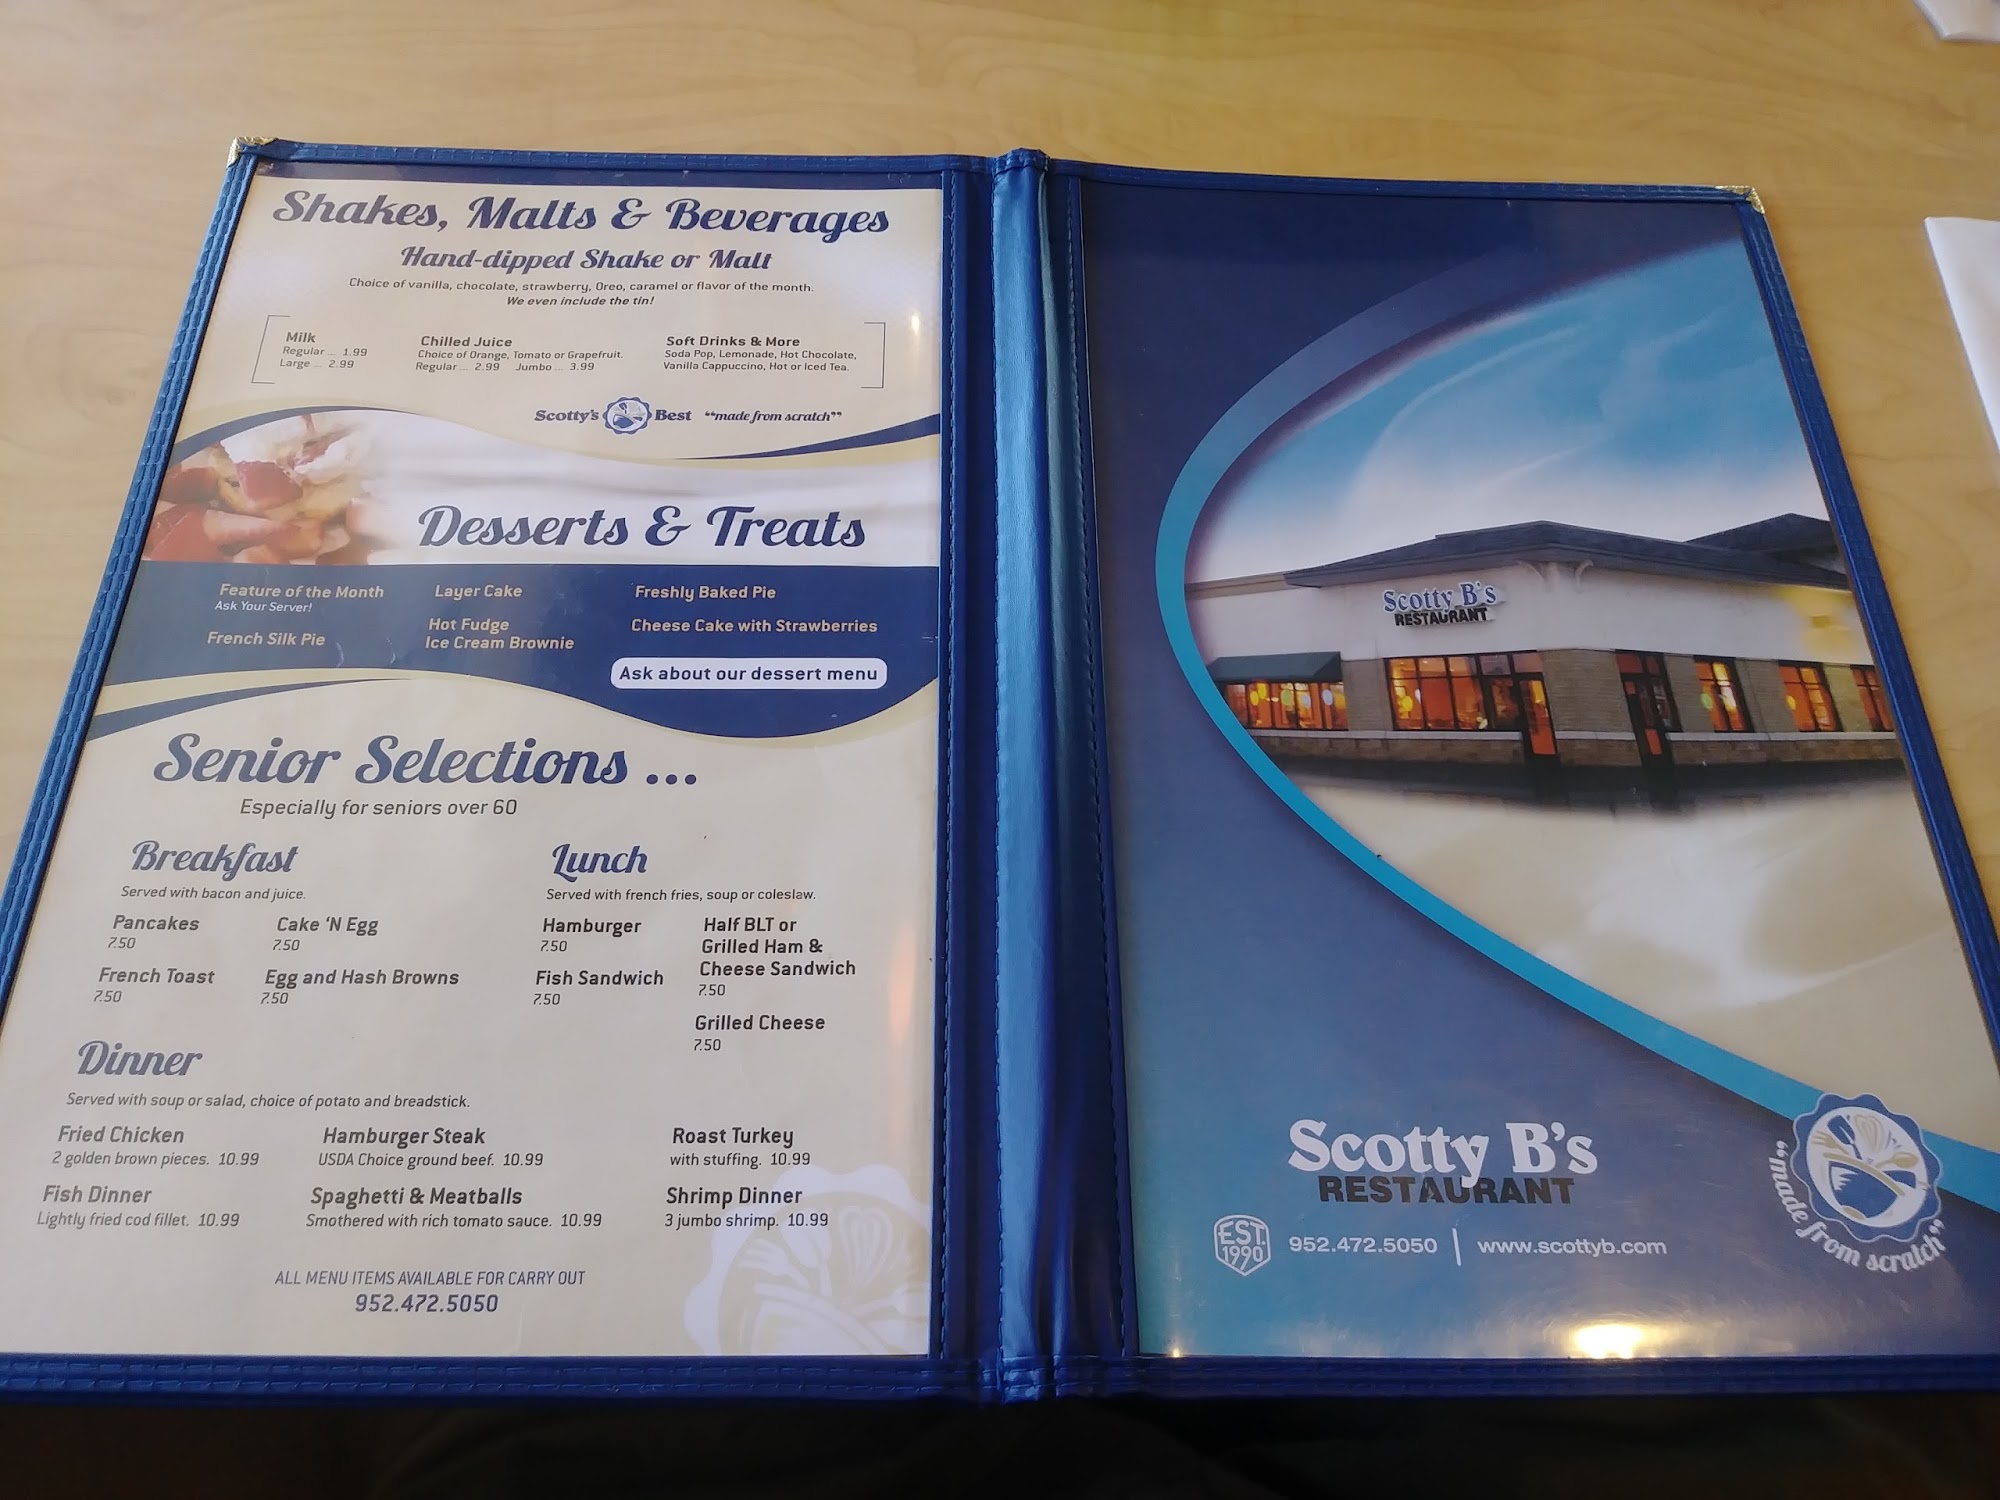 Shakes, Malts & Beverages
Hand-dipped Shake or Malt
Choice of vanilla, chocolate, strawberry, Oreo, caramel or flavor of the month.
We even include the tin!
Milk
Regular ... 1.99
Large ... 2.99
Chilled Juice
Choice of Orange, Tomato or Grapefruit.
Regular ... 2.99 Jumbo ... 3.99
Soft Drinks & More
Soda Pop, Lemonade, Hot Chocolate,
Vanilla Cappuccino, Hot or Iced Tea.
Scotty's Best "made from scratch"
Desserts & Treats
Feature of the Month
Ask Your Server!
French Silk Pie
Layer Cake
Hot Fudge
Ice Cream Brownie
Freshly Baked Pie
Cheese Cake with Strawberries
Ask about our dessert menu
Senior Selections ...
Especially for seniors over 60
Breakfast
Served with bacon and juice.
Pancakes
7.50
French Toast
7.50
Cake 'N Egg
7.50
Egg and Hash Browns
7.50
Lunch
Served with french fries, soup or coleslaw.
Hamburger
7.50
Fish Sandwich
7.50
Half BLT or
Grilled Ham &
Cheese Sandwich
7.50
Grilled Cheese
7.50
Dinner
Served with soup or salad, choice of potato and breadstick.
Fried Chicken
2 golden brown pieces. 10.99
Fish Dinner
Lightly fried cod fillet. 10.99
Hamburger Steak
USDA Choice ground beef. 10.99
Spaghetti & Meatballs
Smothered with rich tomato sauce. 10.99
Roast Turkey
with stuffing. 10.99
Shrimp Dinner
3 jumbo shrimp. 10.99
ALL MENU ITEMS AVAILABLE FOR CARRY OUT
952.472.5050
Scotty B's
RESTAURANT
Scotty B's
RESTAURANT
EST.
1990
952.472.5050 | www.scottyb.com
"made from scratch"